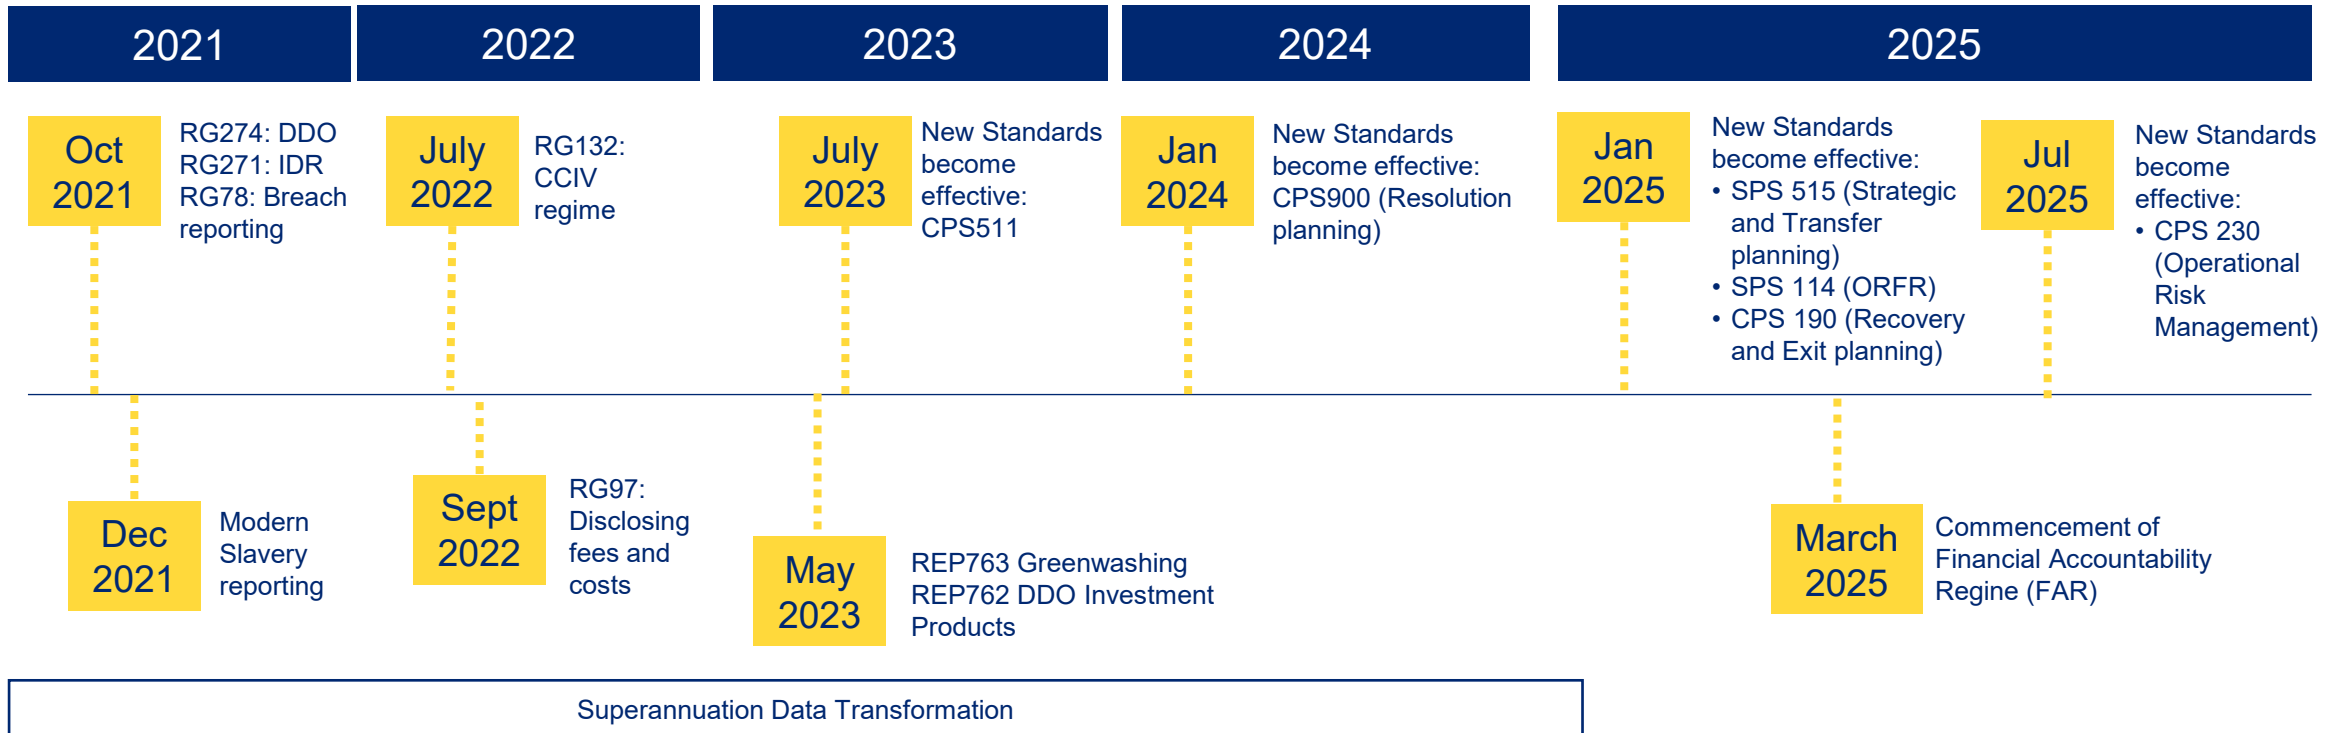 2021
2022
2023
2024
2025
Oct
2021
RG274: DDO
RG271: IDR
RG78: Breach
reporting
July
2022
RG132:
CCIV
regime
July
2023
New Standards
become
effective:
CPS511
Jan
2024
New Standards
become effective:
CPS900 (Resolution
planning)
Jan
2025
New Standards
become effective:
• SPS 515 (Strategic
and Transfer
planning)
• SPS 114 (ORFR)
• CPS 190 (Recovery
and Exit planning)
Jul
2025
New Standards
become
effective:
• CPS 230
(Operational
Risk
Management)
Dec
2021
Modern
Slavery
reporting
Sept
2022
RG97:
Disclosing
fees and
costs
May
2023
REP763 Greenwashing
REP762 DDO Investment
Products
March
2025
Commencement of
Financial Accountability
Regine (FAR)
Superannuation Data Transformation